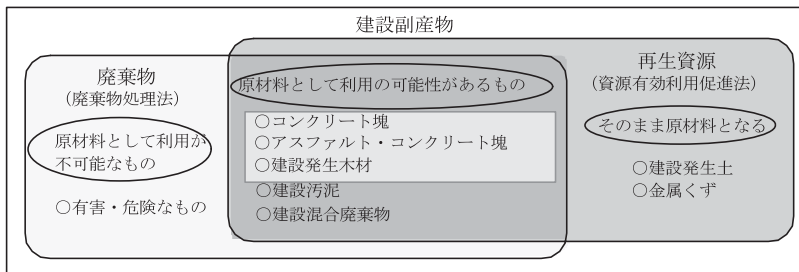 建設副産物
廃棄物
（廃棄物処理法）
原材料として利用が
不可能なもの
○有害・危険なもの
原材料として利用の可能性があるもの
○コンクリート塊
○アスファルト・コンクリート塊
○建設発生木材
○建設汚泥
○建設混合廃棄物
再生資源
（資源有効利用促進法）
そのまま原材料となる
○建設発生土
○金属くず